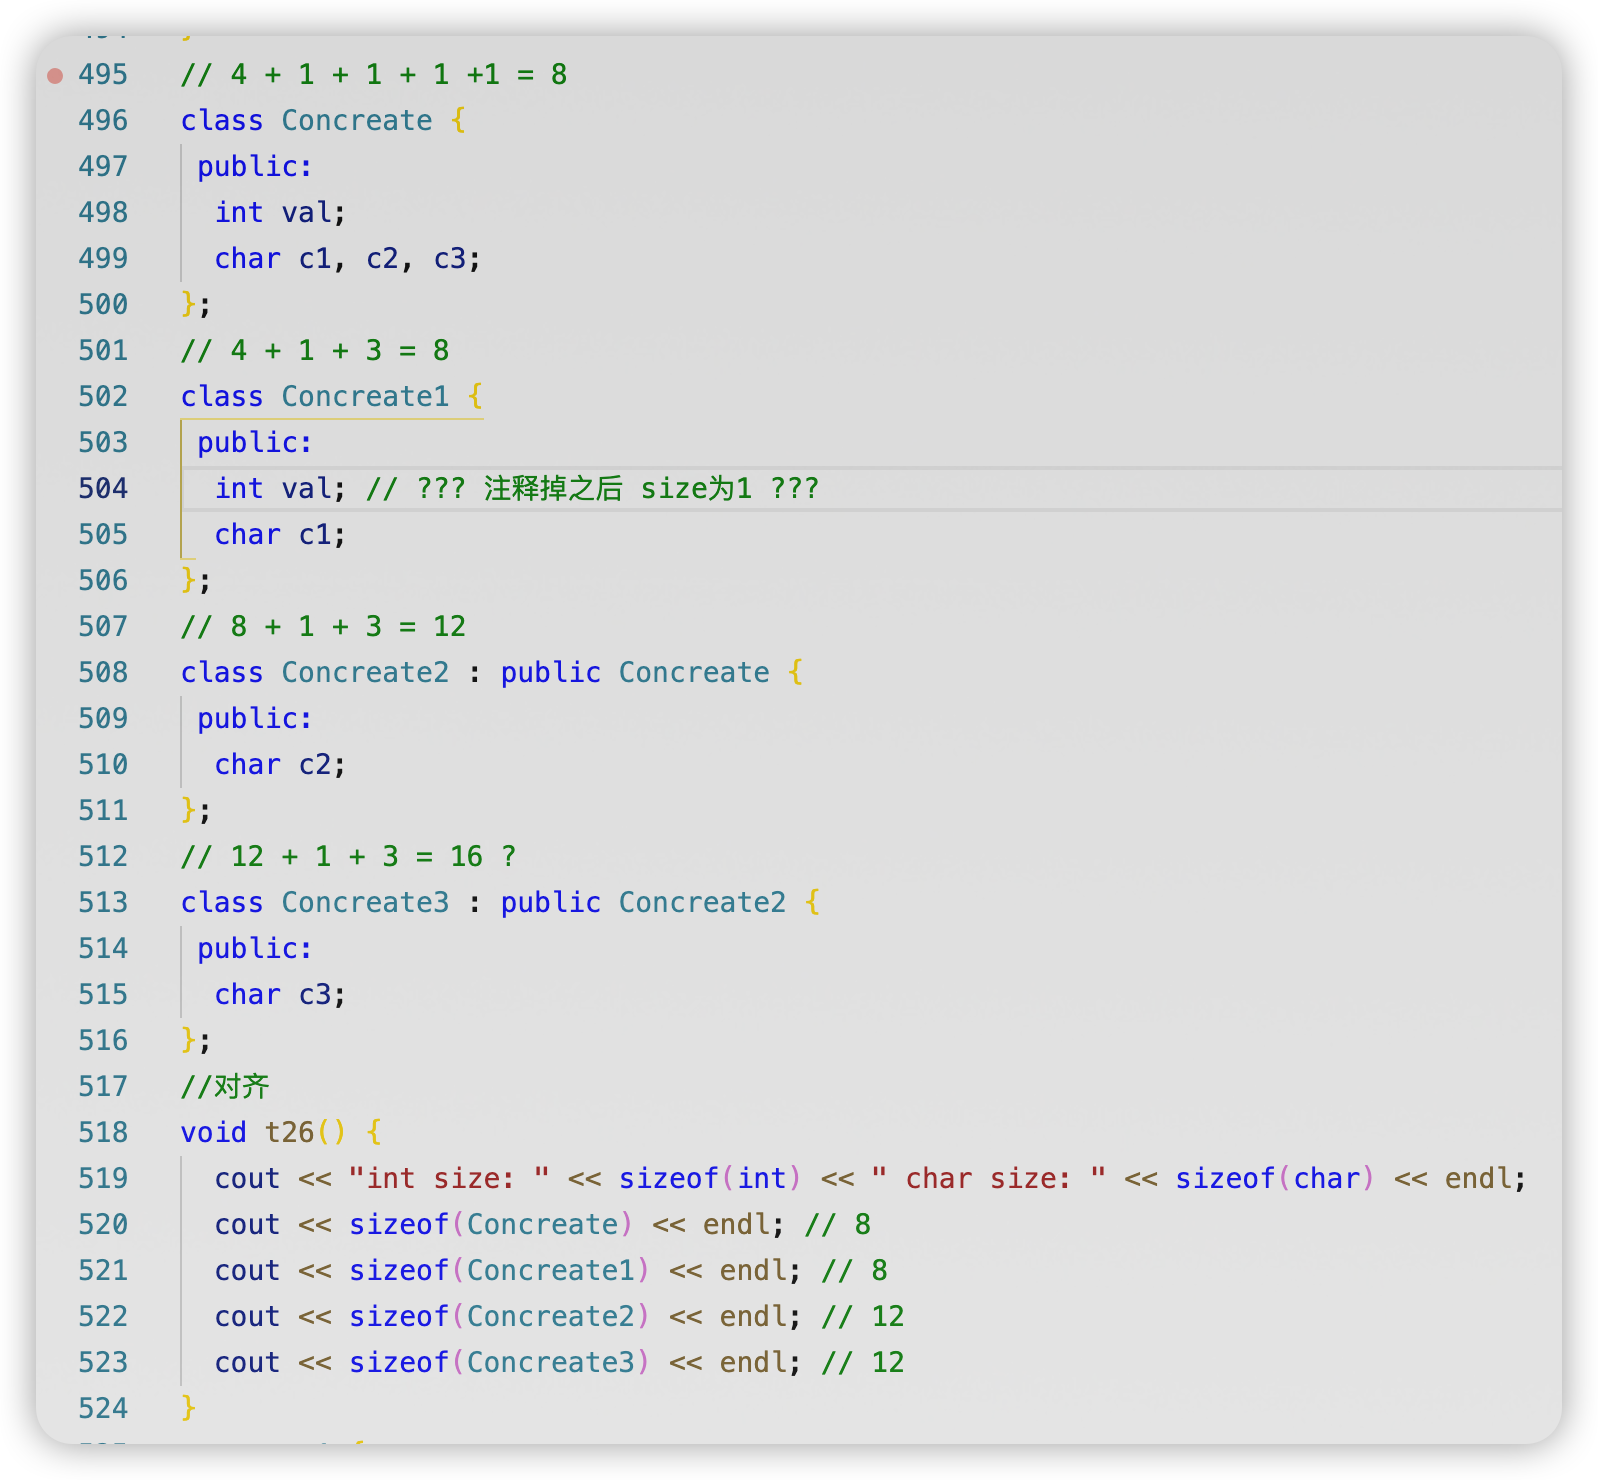 495 // 4 + 1 + 1 + 1 +1 = 8
496 class Concreate {
497 public:
498 int val;
499 char c1, c2, c3;
500 };
501 // 4 + 1 + 3 = 8
502 class Concreate1 {
503 public:
504 int val; // ??? 注释掉之后 size为1 ???
505 char c1;
506 };
507 // 8 + 1 + 3 = 12
508 class Concreate2 : public Concreate {
509 public:
510 char c2;
511 };
512 // 12 + 1 + 3 = 16 ?
513 class Concreate3 : public Concreate2 {
514 public:
515 char c3;
516 };
517 //对齐
518 void t26() {
519 cout << "int size: " << sizeof(int) << " char size: " << sizeof(char) << endl;
520 cout << sizeof(Concreate) << endl; // 8
521 cout << sizeof(Concreate1) << endl; // 8
522 cout << sizeof(Concreate2) << endl; // 12
523 cout << sizeof(Concreate3) << endl; // 12
524 }